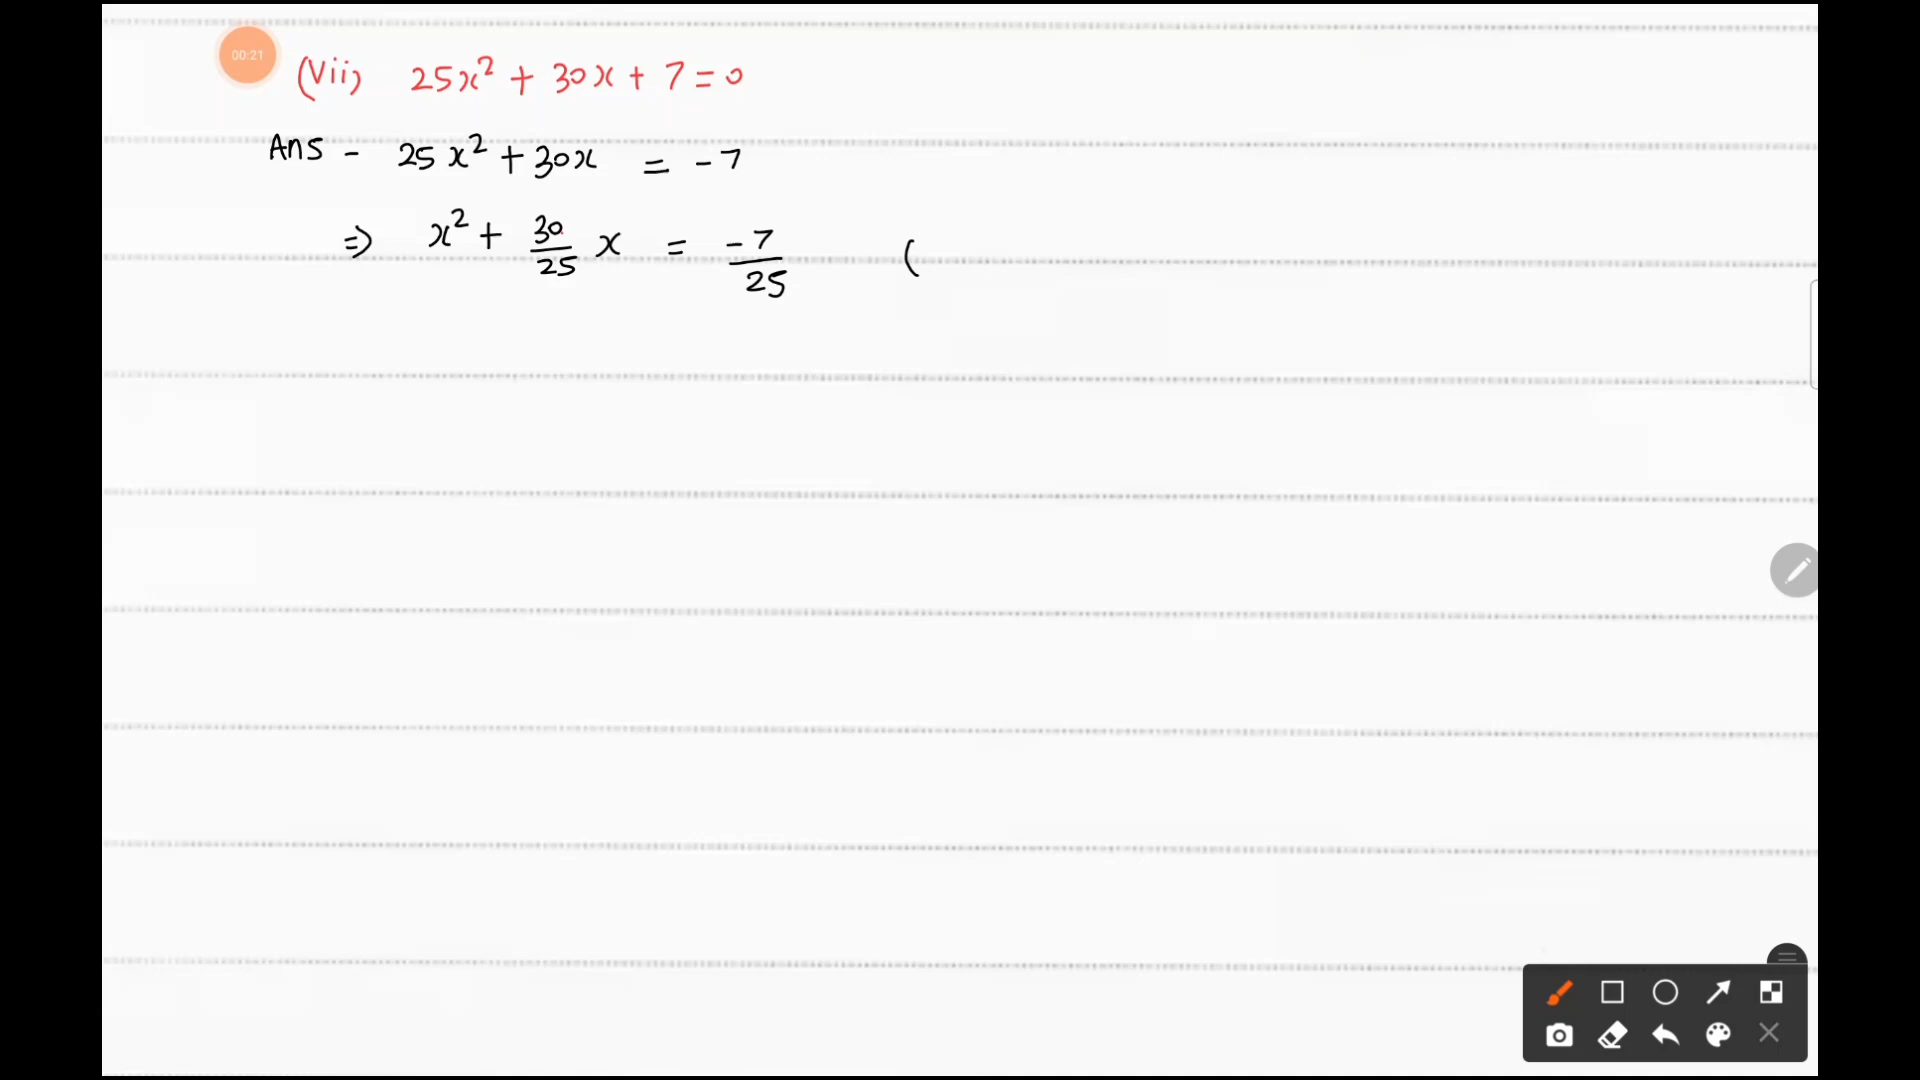 00:21
(Vii) 25x² + 30x + 7 = 0
Ans - 25x² + 30x = -7
⇒ x² + 30/25 x = -7/25 (